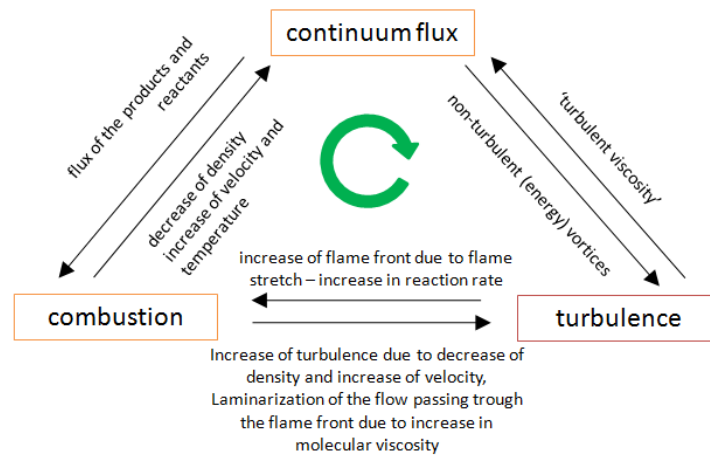 continuum flux
flux of the products and
reactants
decrease of density
increase of velocity and
temperature
non-turbulent (energy) vortices
‘turbulent viscosity’
increase of flame front due to flame
stretch – increase in reaction rate
combustion
turbulence
Increase of turbulence due to decrease of
density and increase of velocity,
Laminarization of the flow passing trough
the flame front due to increase in
molecular viscosity